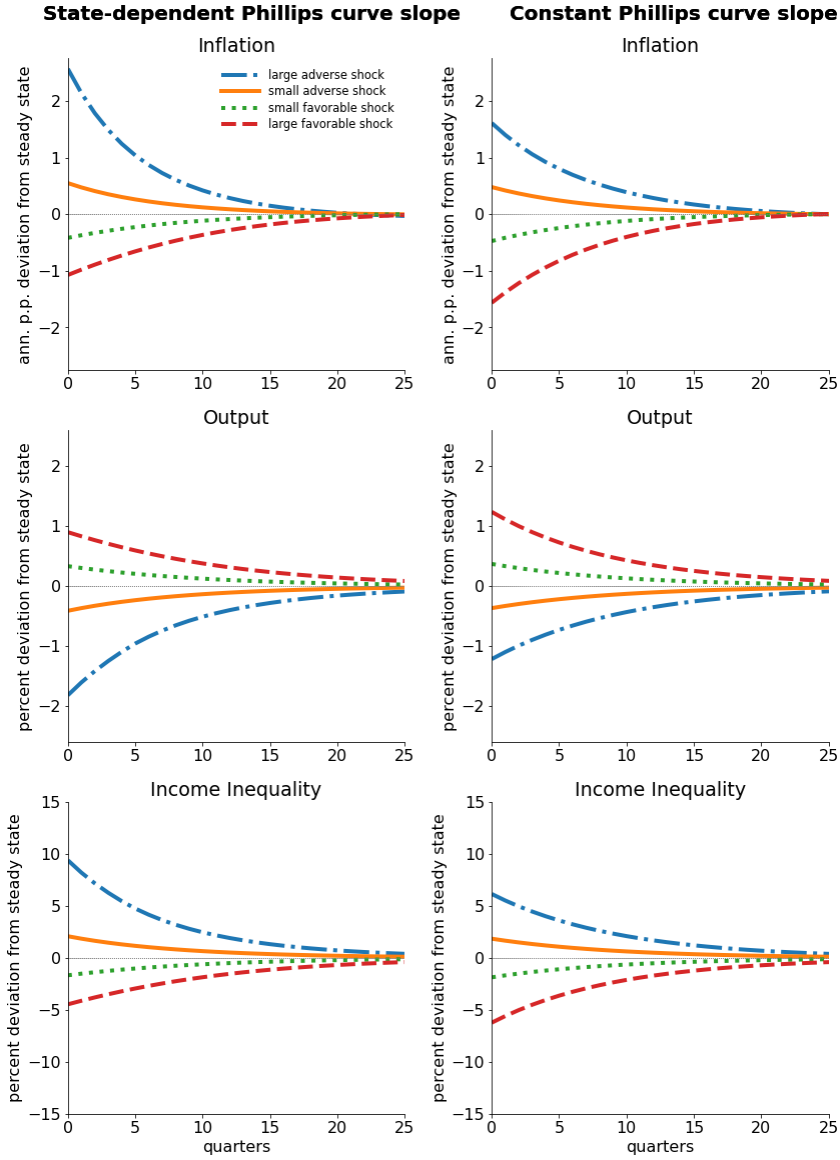 State-dependent Phillips curve slope
Constant Phillips curve slope
Inflation
ann. p.p. deviation from steady state
2
1
0
−1
−2
large adverse shock
small adverse shock
small favorable shock
large favorable shock
0 5 10 15 20 25
Inflation
ann. p.p. deviation from steady state
2
1
0
−1
−2
0 5 10 15 20 25
Output
percent deviation from steady state
2
1
0
−1
−2
0 5 10 15 20 25
Output
percent deviation from steady state
2
1
0
−1
−2
0 5 10 15 20 25
Income Inequality
percent deviation from steady state
15
10
5
0
−5
−10
−15
0 5 10 15 20 25
quarters
Income Inequality
percent deviation from steady state
15
10
5
0
−5
−10
−15
0 5 10 15 20 25
quarters